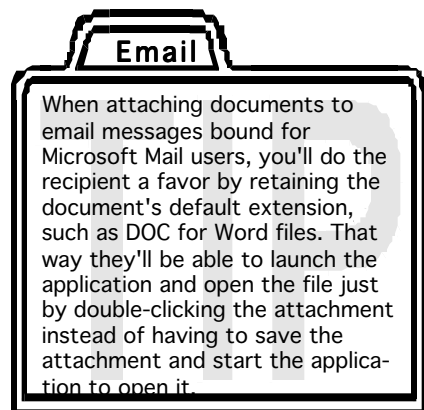 Email
When attaching documents to
email messages bound for
Microsoft Mail users, you'll do the
recipient a favor by retaining the
document's default extension,
such as DOC for Word files. That
way they'll be able to launch the
application and open the file just
by double-clicking the attachment
instead of having to save the
attachment and start the applica-
tion to open it.
TIP